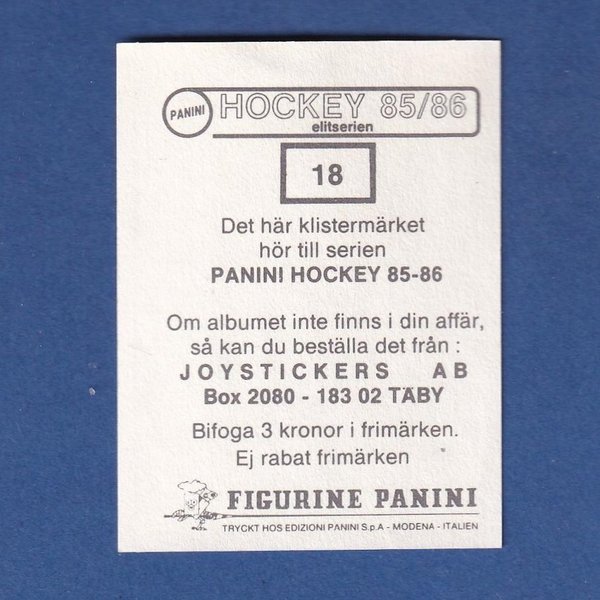 PANINI HOCKEY 85/86
elitserien
18
Det här klistermärket
hör till serien
PANINI HOCKEY 85-86
Om albumet inte finns i din affär,
så kan du beställa det från :
JOYSTICKERS AB
Box 2080 - 183 02 TÄBY
Bifoga 3 kronor i frimärken.
Ej rabat frimärken
FIGURINE PANINI
TRYCKT HOS EDIZIONI PANINI S.p.A - MODENA - ITALIEN